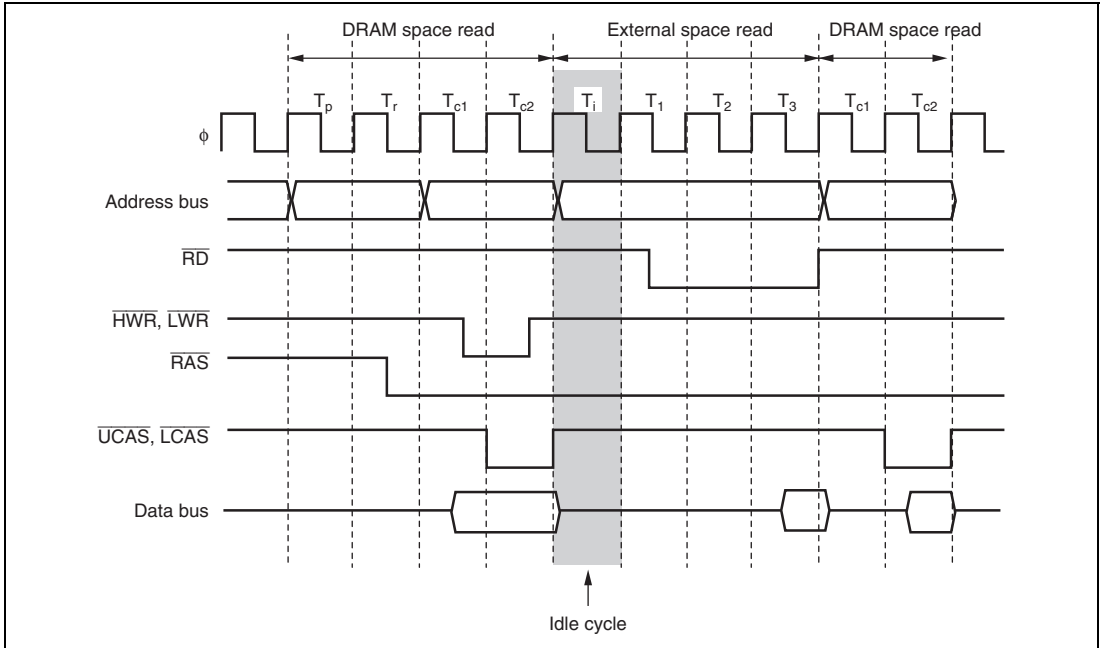 DRAM space read External space read DRAM space read
Tp Tr Tc1 Tc2 Ti T1 T2 T3 Tc1 Tc2
ϕ
Address bus
RD
HWR, LWR
RAS
UCAS, LCAS
Data bus
Idle cycle